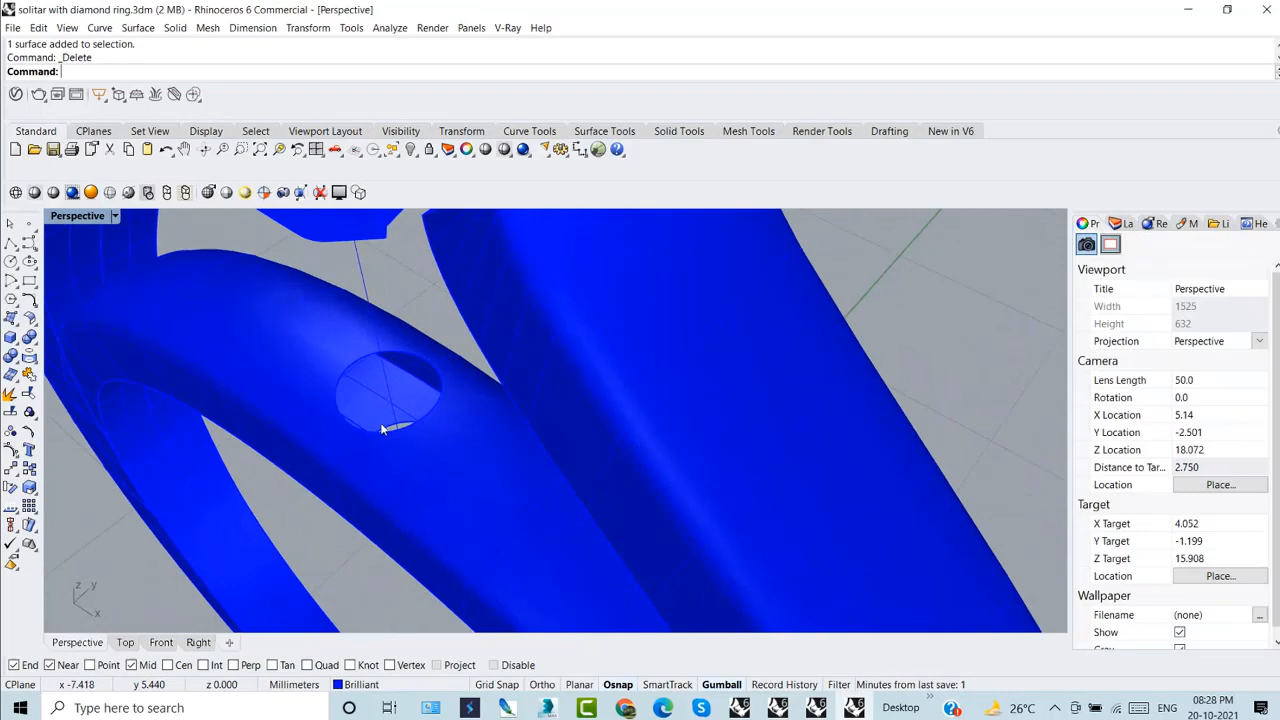 solitar with diamond ring.3dm (2 MB) - Rhinoceros 6 Commercial - [Perspective]
File Edit View Curve Surface Solid Mesh Dimension Transform Tools Analyze Render Panels V-Ray Help
1 surface added to selection.
Command: _Delete
Command:
Standard CPlanes Set View Display Select Viewport Layout Visibility Transform Curve Tools Surface Tools Solid Tools Mesh Tools Render Tools Drafting New in V6
Perspective
Pr La Re M Li He
Viewport
Title Perspective
Width 1525
Height 632
Projection Perspective
Camera
Lens Length 50.0
Rotation 0.0
X Location 5.14
Y Location -2.501
Z Location 18.072
Distance to Tar... 2.750
Location Place...
Target
X Target 4.052
Y Target -1.199
Z Target 15.908
Location Place...
Wallpaper
Filename (none) ...
Show
Gray
z y
x
Perspective Top Front Right
End Near Point Mid Cen Int Perp Tan Quad Knot Vertex Project Disable
CPlane x -7.418 y 5.440 z 0.000 Millimeters Brilliant Grid Snap Ortho Planar Osnap SmartTrack Gumball Record History Filter Minutes from last save: 1
Type here to search
Desktop
26°C
ENG
08:28 PM
20-10-2021